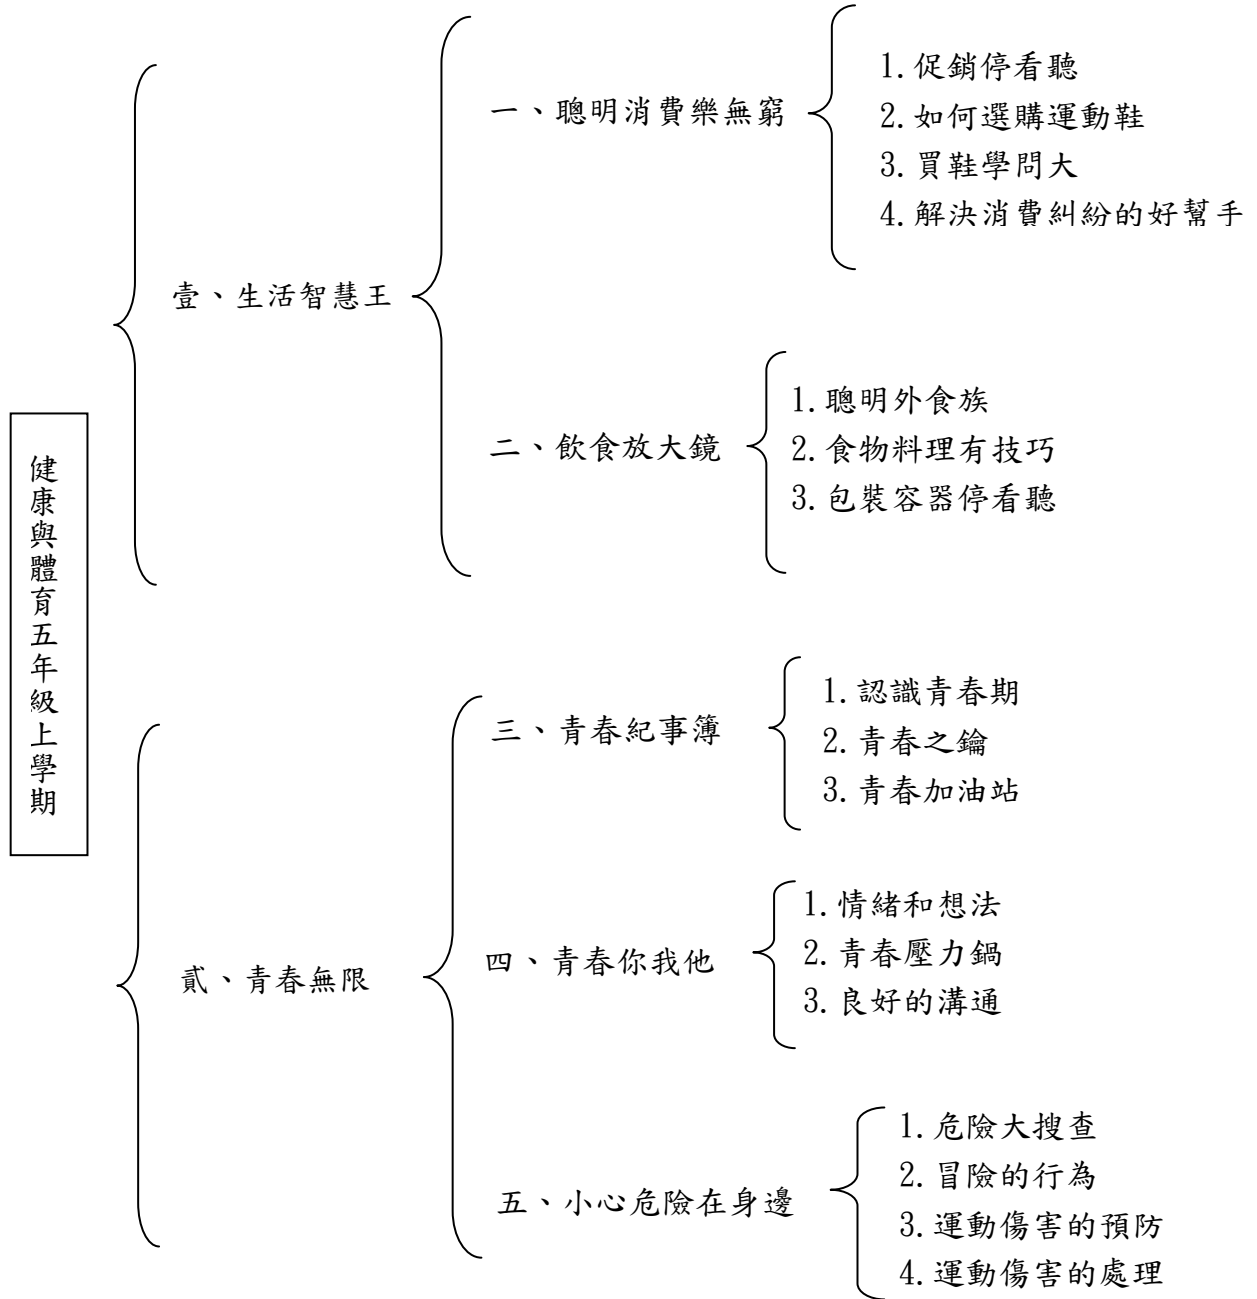 健康與體育五年級上學期
壹、生活智慧王
一、聰明消費樂無窮
1.促銷停看聽
2.如何選購運動鞋
3.買鞋學問大
4.解決消費糾紛的好幫手
二、飲食放大鏡
1.聰明外食族
2.食物料理有技巧
3.包裝容器停看聽
貳、青春無限
三、青春紀事簿
1.認識青春期
2.青春之鑰
3.青春加油站
四、青春你我他
1.情緒和想法
2.青春壓力鍋
3.良好的溝通
五、小心危險在身邊
1.危險大搜查
2.冒險的行為
3.運動傷害的預防
4.運動傷害的處理